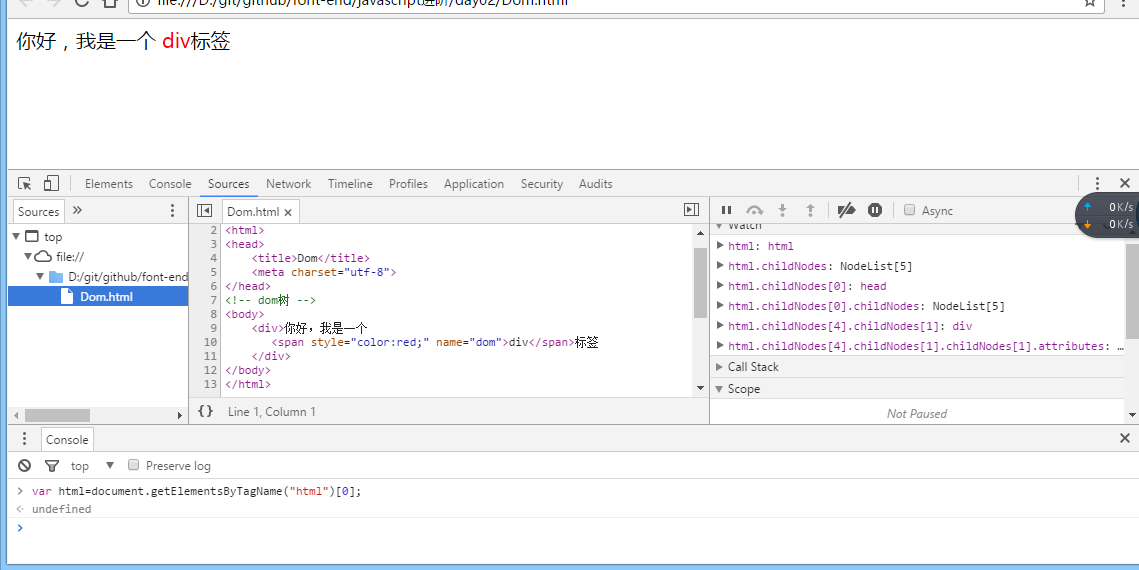 file:///D:/git/github/font-end/javascript进阶/day02/Dom.html
你好，我是一个 div标签
Elements Console Sources Network Timeline Profiles Application Security Audits
Sources »
Dom.html ×
Async
0K/s
0K/s
top
file://
D:/git/github/font-end
Dom.html
2 <html>
3 <head>
4 <title>Dom</title>
5 <meta charset="utf-8">
6 </head>
7 <!-- dom树 -->
8 <body>
9 <div>你好，我是一个
10 <span style="color:red;" name="dom">div</span>标签
11 </div>
12 </body>
13 </html>
{} Line 1, Column 1
Watch
html: html
html.childNodes: NodeList[5]
html.childNodes[0]: head
html.childNodes[0].childNodes: NodeList[5]
html.childNodes[4].childNodes[1]: div
html.childNodes[4].childNodes[1].childNodes[1].attributes: …
Call Stack
Scope
Not Paused
Console
top Preserve log
> var html=document.getElementsByTagName("html")[0];
undefined
>